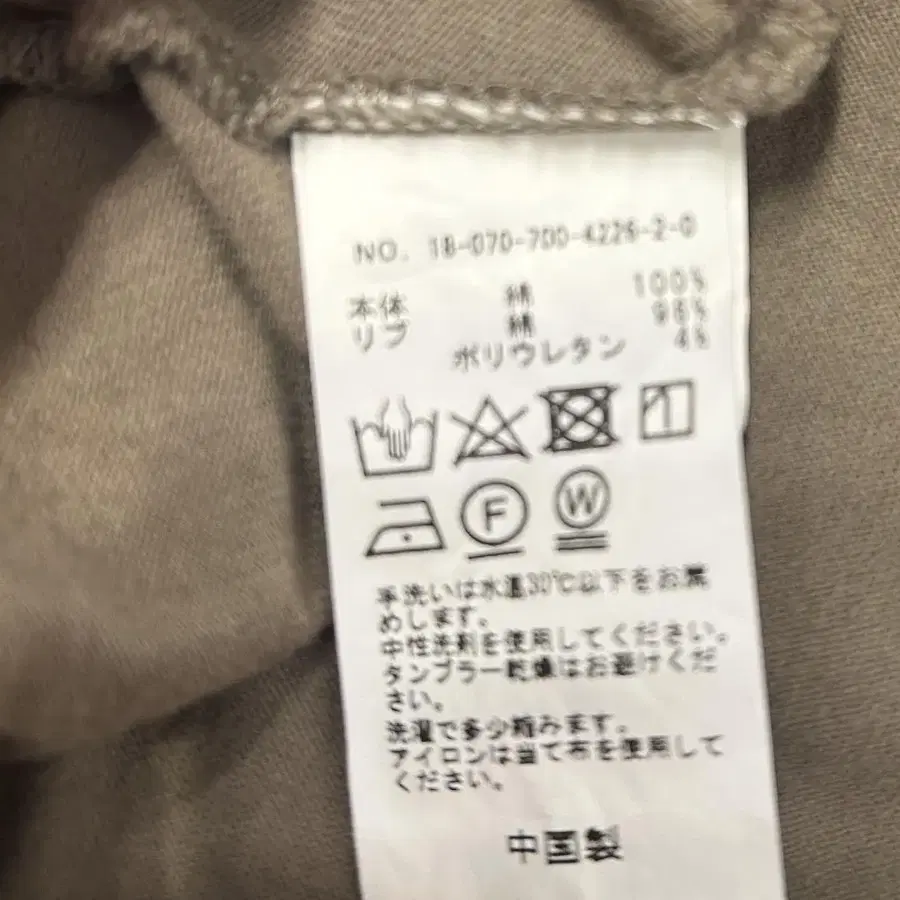 NO. 18-070-700-4226-2-0
本体 綿 100%
リブ 綿 96%
ポリウレタン 4%
F W
手洗いは水温30℃以下をお薦
めします。
中性洗剤を使用してください。
タンブラー乾燥はお避けくだ
さい。
洗濯で多少縮みます。
アイロンは当て布を使用して
ください。
中国製